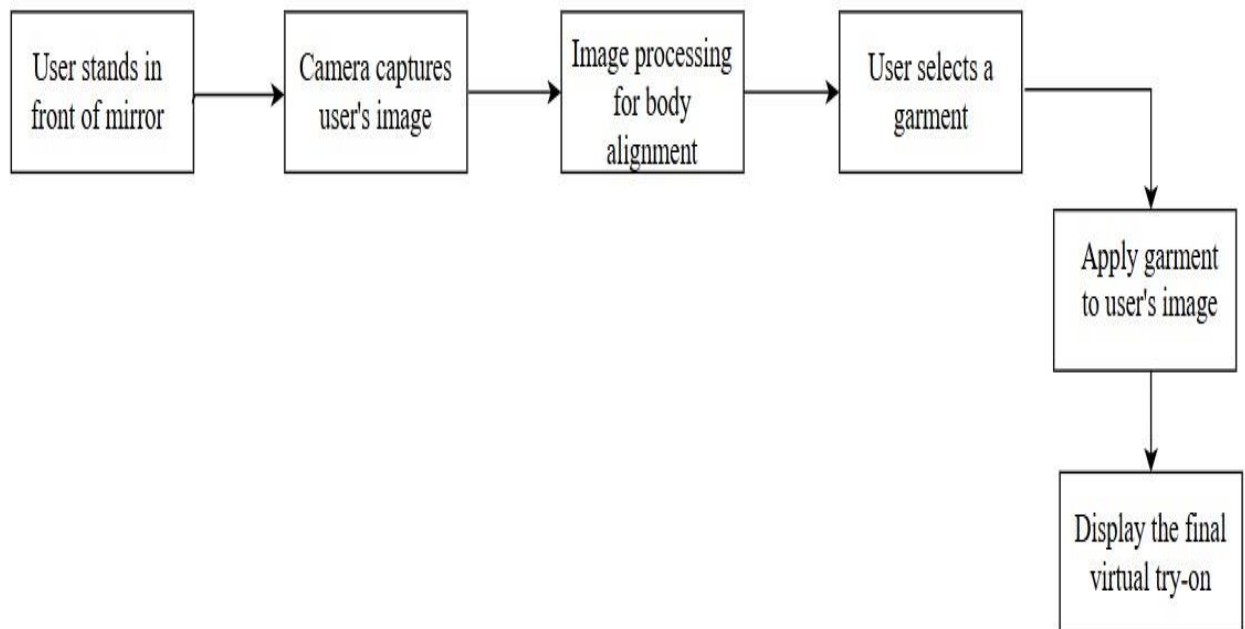 User stands in
front of mirror
Camera captures
user's image
Image processing
for body
alignment
User selects a
garment
Apply garment
to user's image
Display the final
virtual try-on